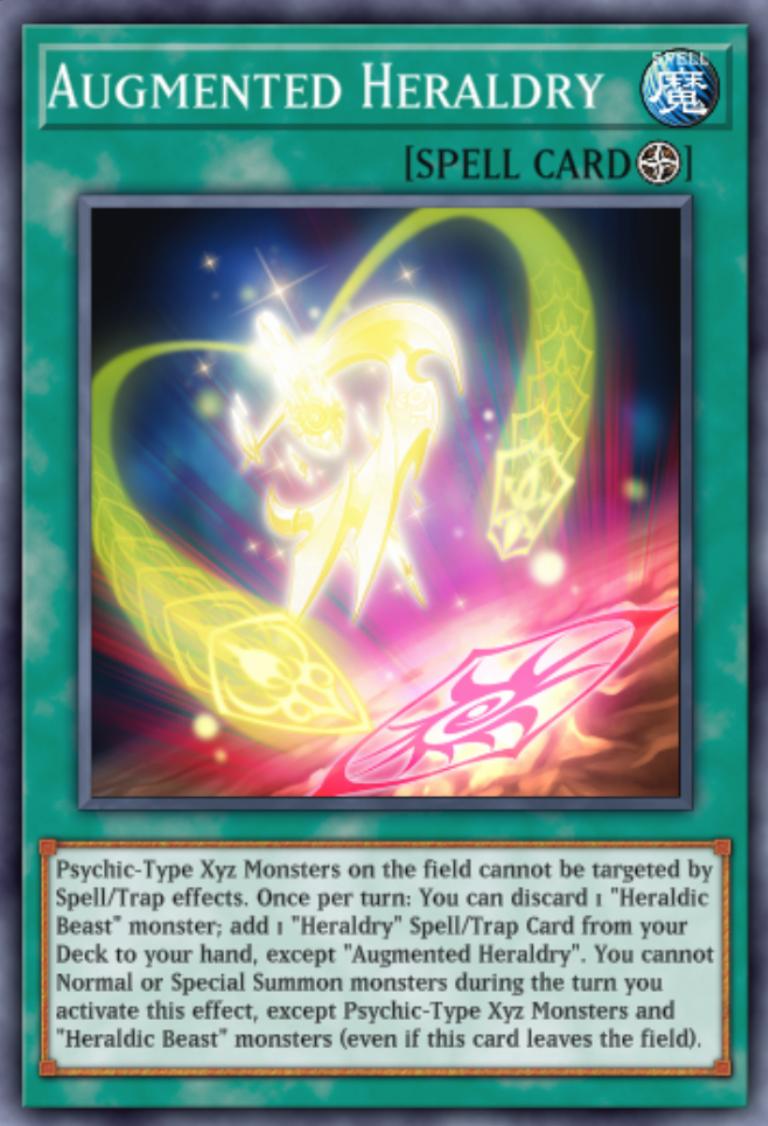 AUGMENTED HERALDRY
SPELL
魔
[SPELL CARD]
Psychic-Type Xyz Monsters on the field cannot be targeted by
Spell/Trap effects. Once per turn: You can discard 1 "Heraldic
Beast" monster; add 1 "Heraldry" Spell/Trap Card from your
Deck to your hand, except "Augmented Heraldry". You cannot
Normal or Special Summon monsters during the turn you
activate this effect, except Psychic-Type Xyz Monsters and
"Heraldic Beast" monsters (even if this card leaves the field).